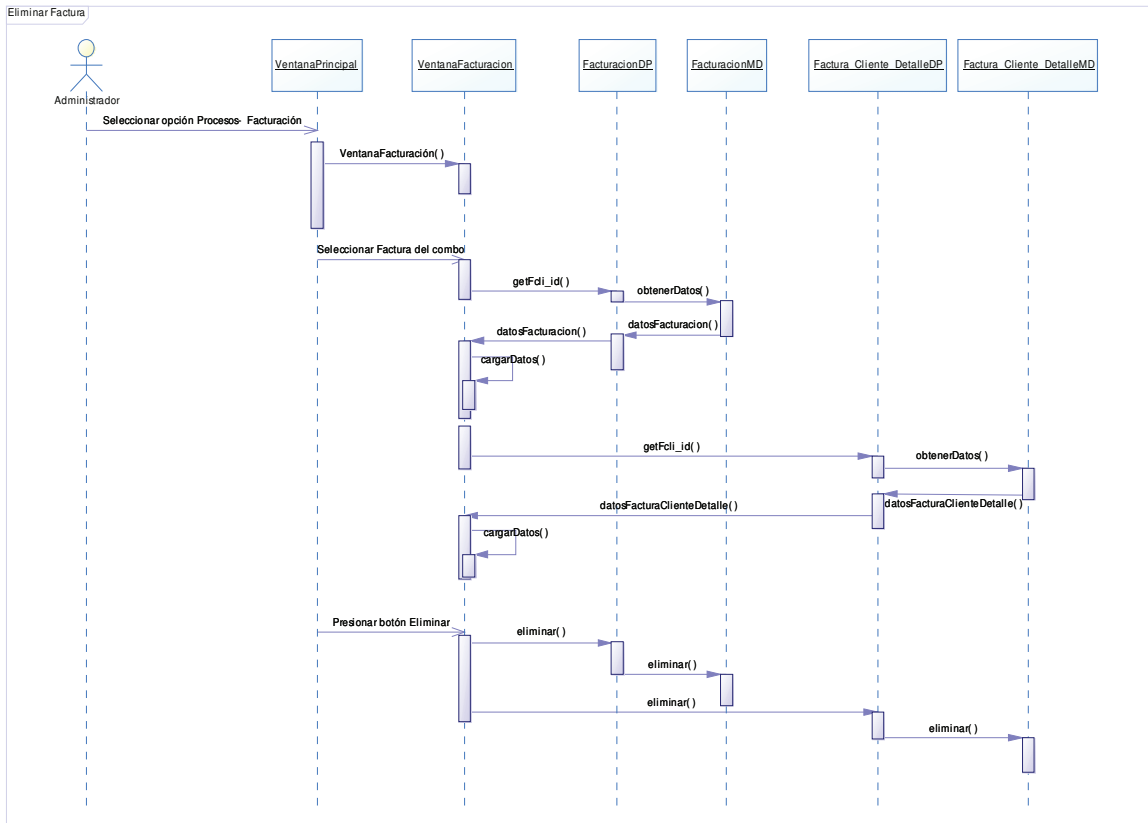 Eliminar Factura
Administrador
VentanaPrincipal
VentanaFacturacion
FacturacionDP
FacturacionMD
Factura_Cliente_DetalleDP
Factura_Cliente_DetalleMD
Seleccionar opción Procesos- Facturación
VentanaFacturación( )
Seleccionar Factura del combo
getFcli_id( )
obtenerDatos( )
datosFacturacion( )
datosFacturacion( )
cargarDatos( )
getFcli_id( )
obtenerDatos( )
datosFacturaClienteDetalle( )
datosFacturaClienteDetalle( )
cargarDatos( )
Presionar botón Eliminar
eliminar( )
eliminar( )
eliminar( )
eliminar( )